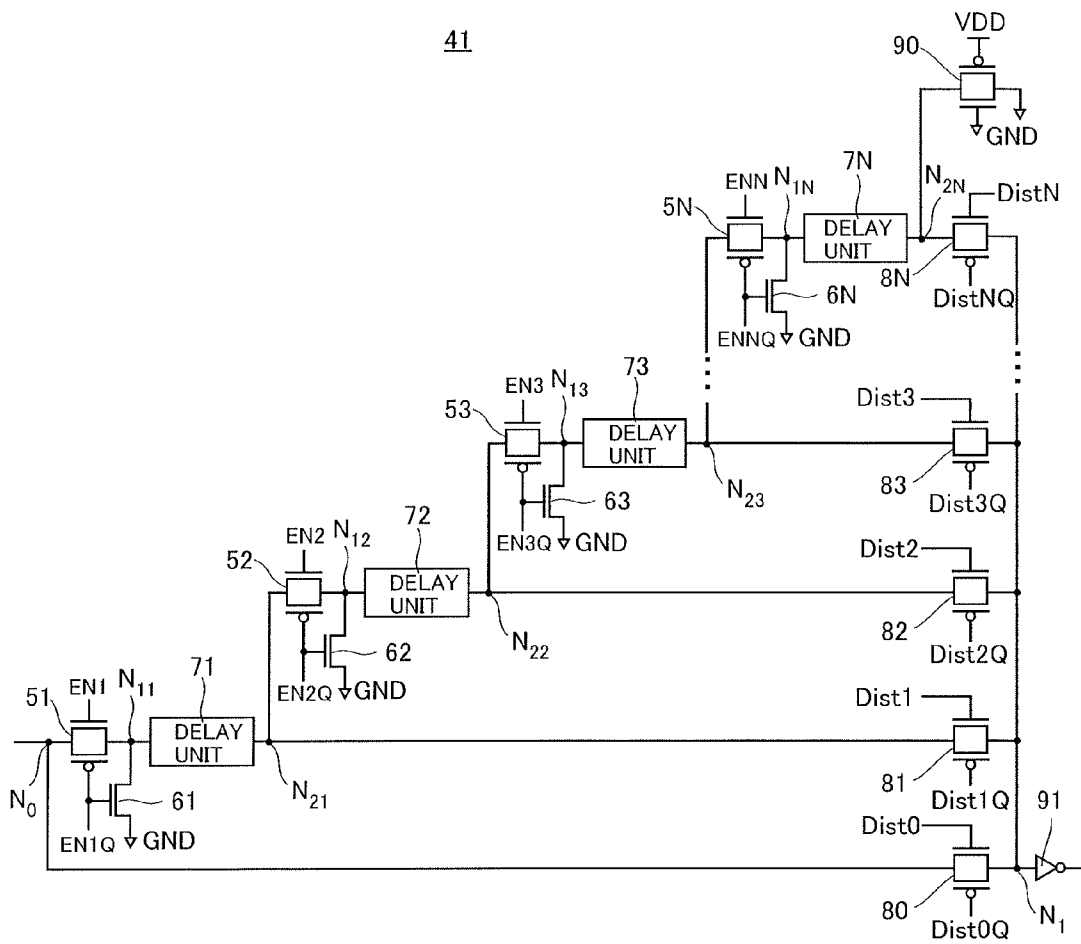 41
VDD
90
GND
7N
ENN
N1N
N2N
DistN
5N
DELAY
UNIT
8N
6N
DistNQ
ENNQ
GND
73
EN3
N13
Dist3
53
DELAY
UNIT
N23
83
63
Dist3Q
EN3Q
GND
72
EN2
N12
Dist2
52
DELAY
UNIT
N22
82
62
Dist2Q
EN2Q
GND
71
EN1
N11
Dist1
51
DELAY
UNIT
N0
N21
81
61
Dist1Q
91
EN1Q
GND
Dist0
80
N1
Dist0Q